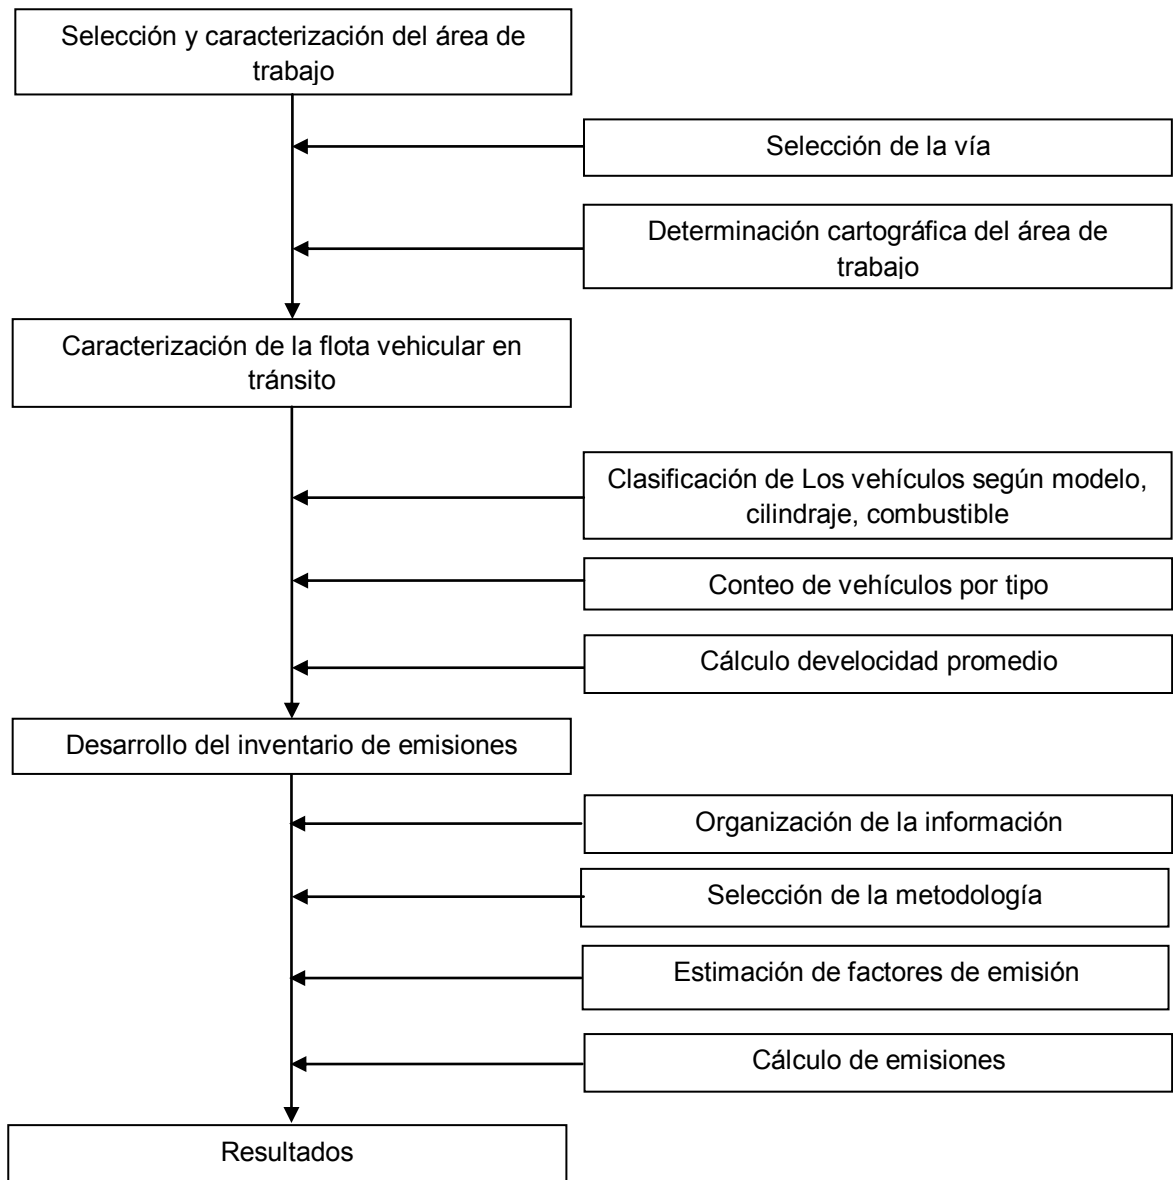 Selección y caracterización del área de
trabajo
Selección de la vía
Determinación cartográfica del área de
trabajo
Caracterización de la flota vehicular en
tránsito
Clasificación de Los vehículos según modelo,
cilindraje, combustible
Conteo de vehículos por tipo
Cálculo develocidad promedio
Desarrollo del inventario de emisiones
Organización de la información
Selección de la metodología
Estimación de factores de emisión
Cálculo de emisiones
Resultados